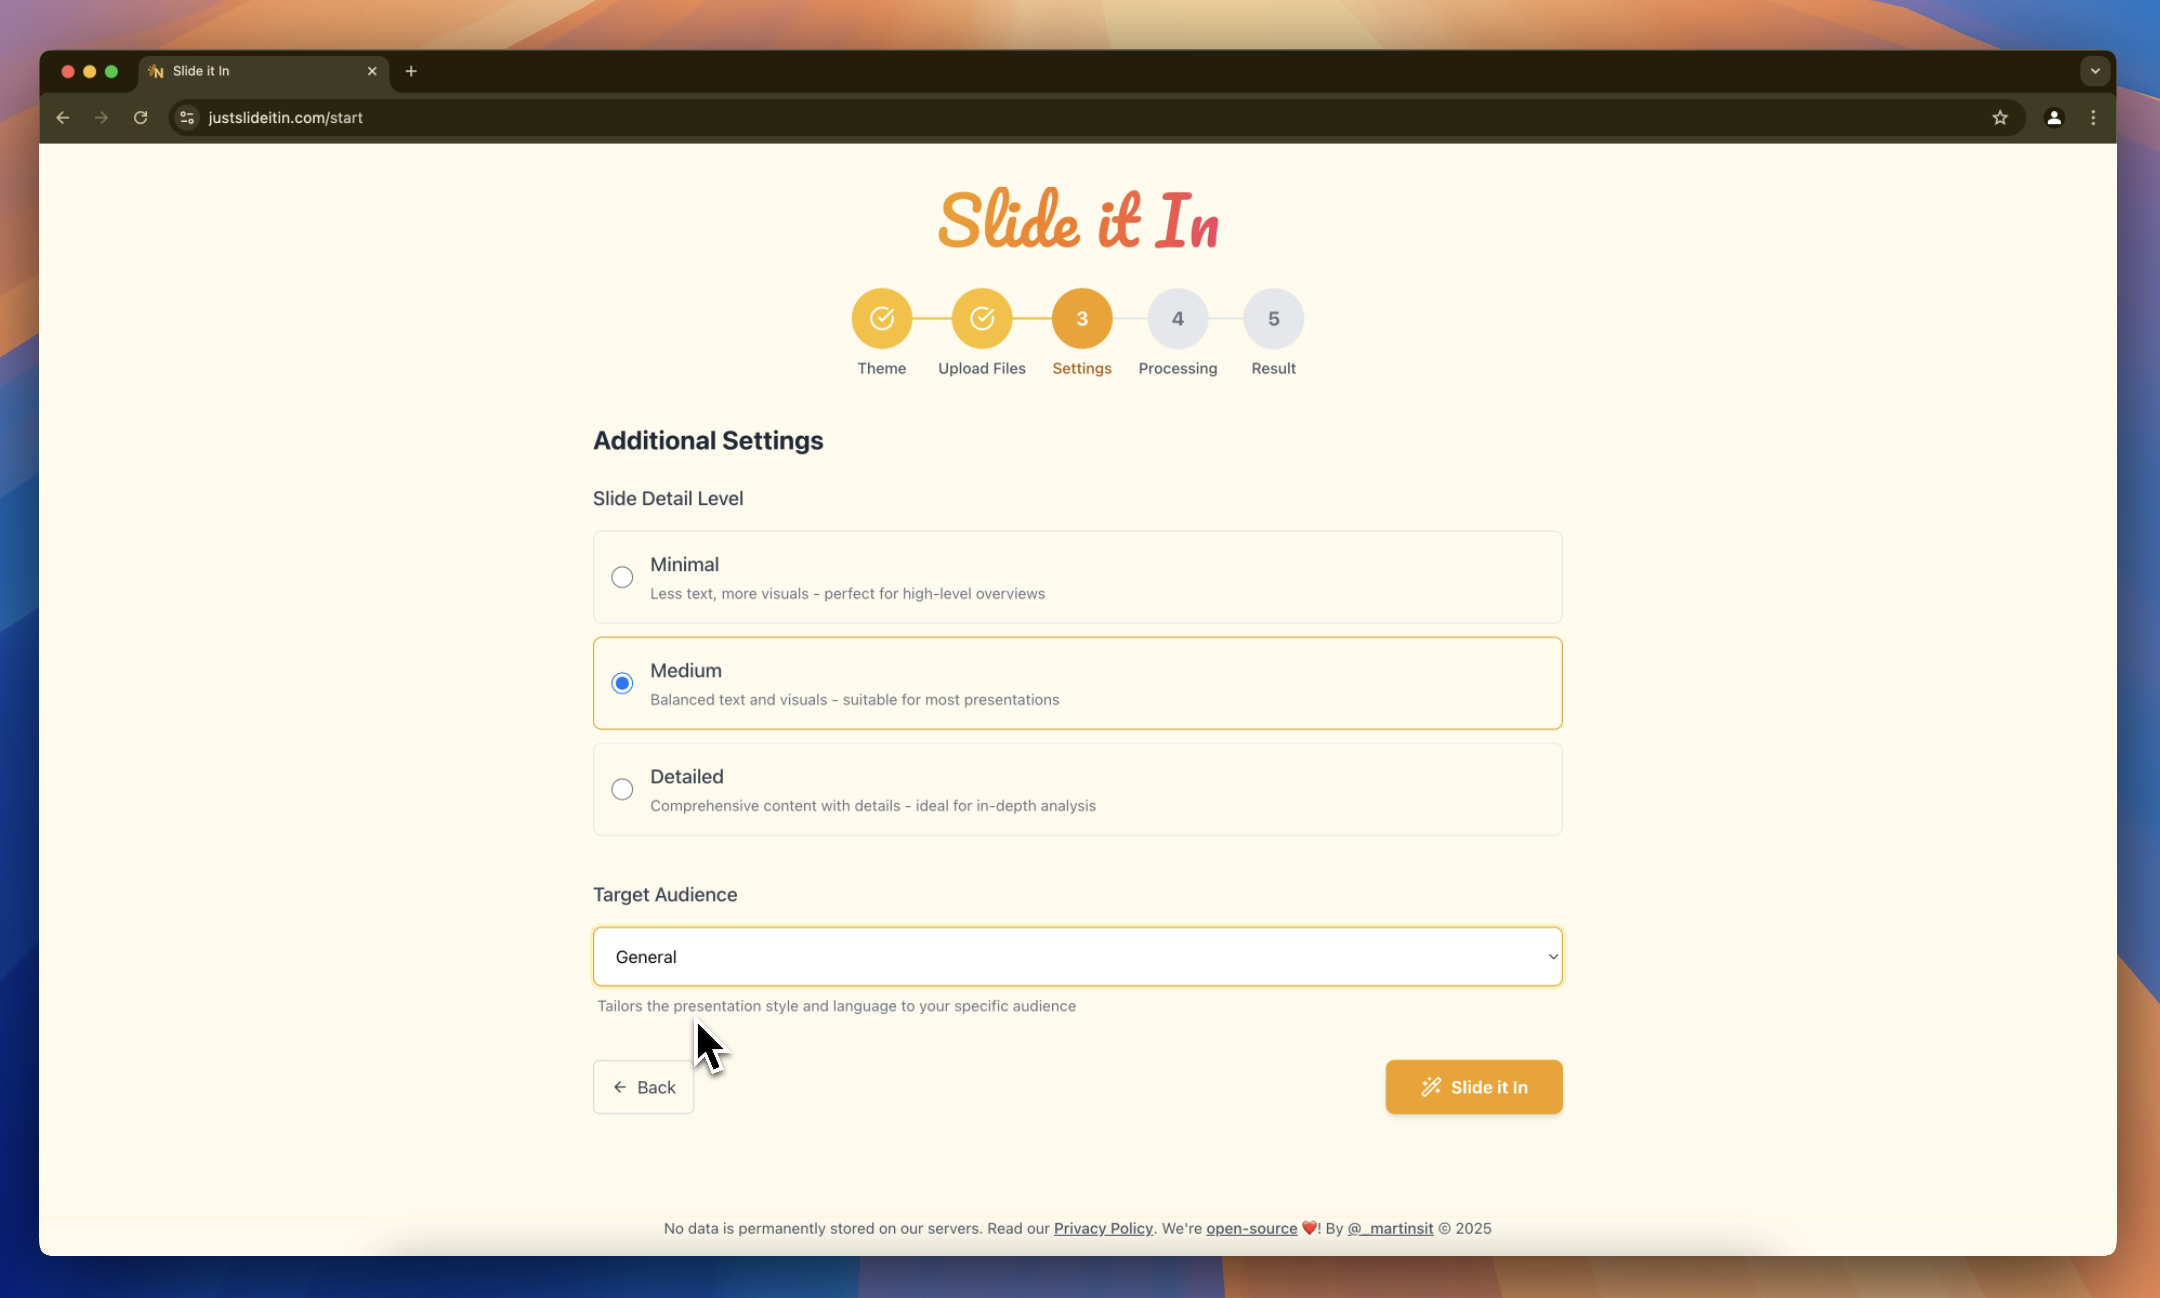 Slide it In
justslideitin.com/start
Slide it In
3
4
5
Theme
Upload Files
Settings
Processing
Result
Additional Settings
Slide Detail Level
Minimal
Less text, more visuals - perfect for high-level overviews
Medium
Balanced text and visuals - suitable for most presentations
Detailed
Comprehensive content with details - ideal for in-depth analysis
Target Audience
General
Tailors the presentation style and language to your specific audience
Back
Slide it In
No data is permanently stored on our servers. Read our Privacy Policy. We're open-source ❤️! By @_martinsit © 2025